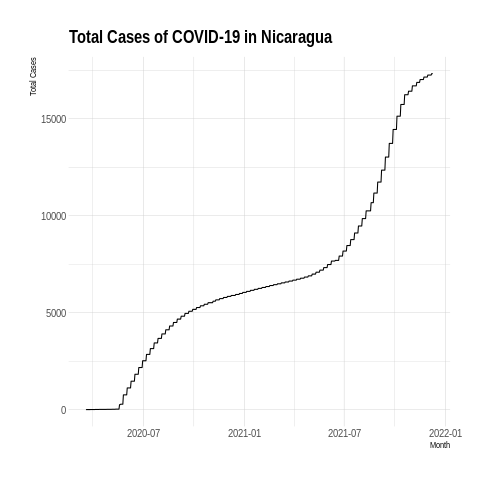 Total Cases of COVID-19 in Nicaragua
Total Cases
15000
10000
5000
0
2020-07 2021-01 2021-07 2022-01
Month